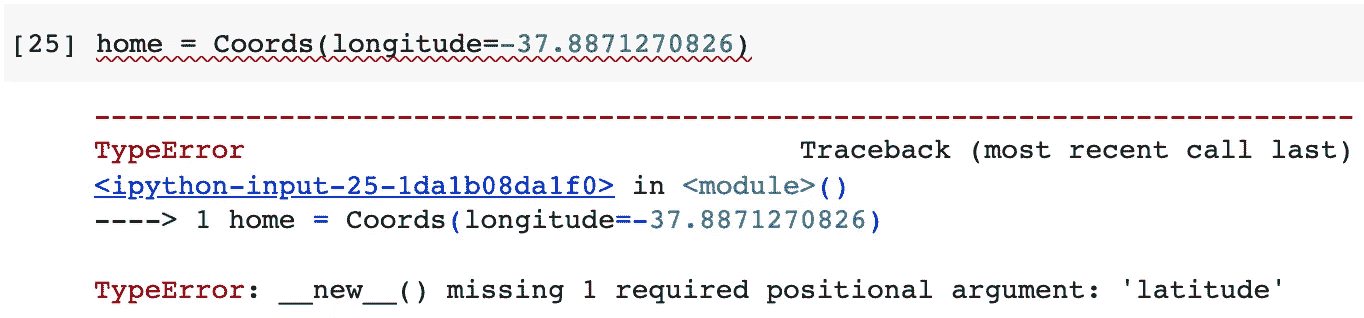 [25] home = Coords(longitude=-37.8871270826)
---------------------------------------------------------------------------
TypeError                                 Traceback (most recent call last)
<ipython-input-25-1da1b08da1f0> in <module>()
----> 1 home = Coords(longitude=-37.8871270826)
TypeError: __new__() missing 1 required positional argument: 'latitude'